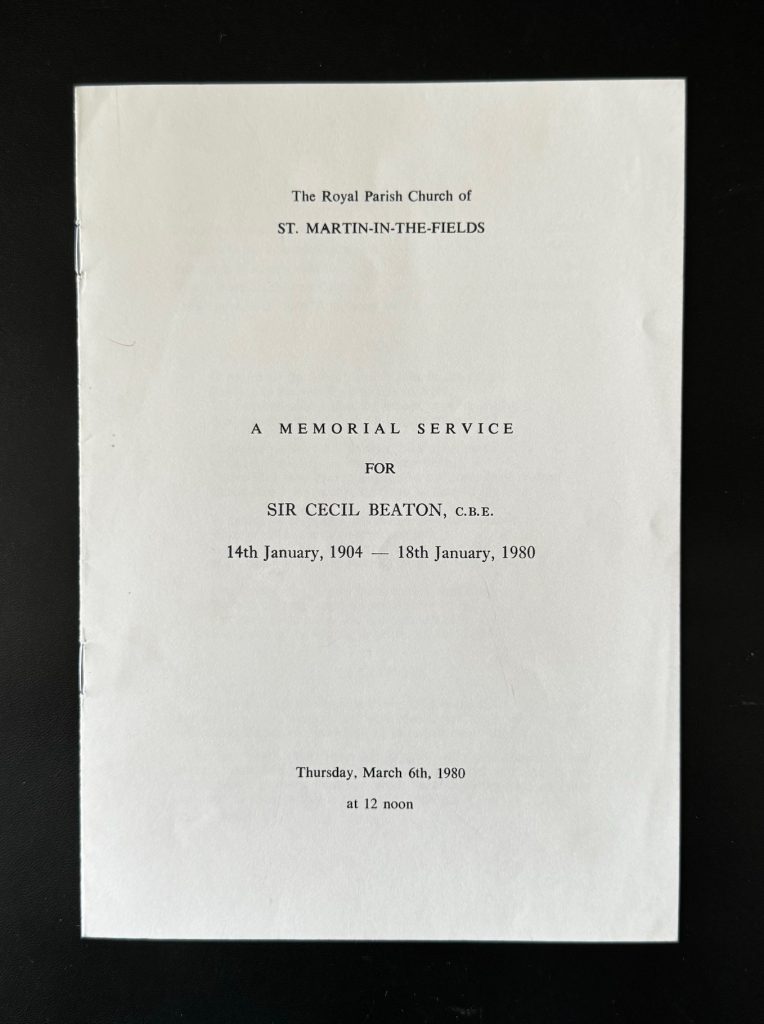 The Royal Parish Church of
ST. MARTIN-IN-THE-FIELDS
A MEMORIAL SERVICE
FOR
SIR CECIL BEATON, C.B.E.
14th January, 1904 — 18th January, 1980
Thursday, March 6th, 1980
at 12 noon